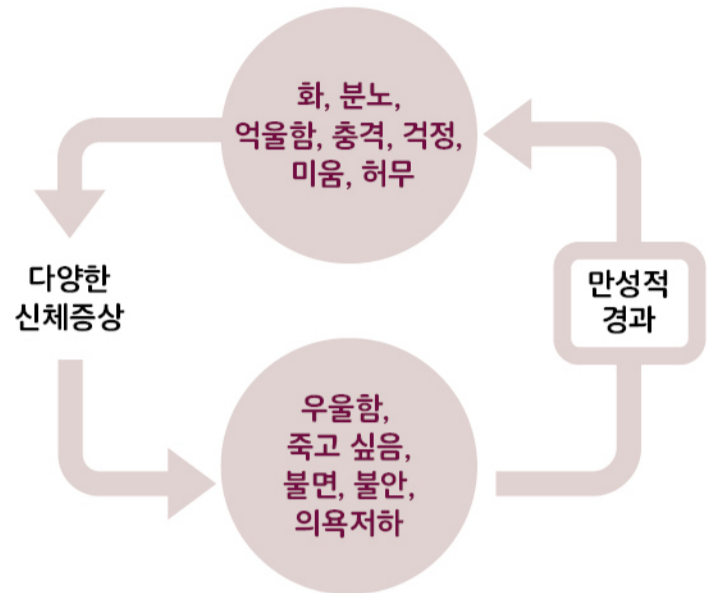 화, 분노,
억울함, 충격, 걱정,
미움, 허무
다양한
신체증상
만성적
경과
우울함,
죽고 싶음,
불면, 불안,
의욕저하